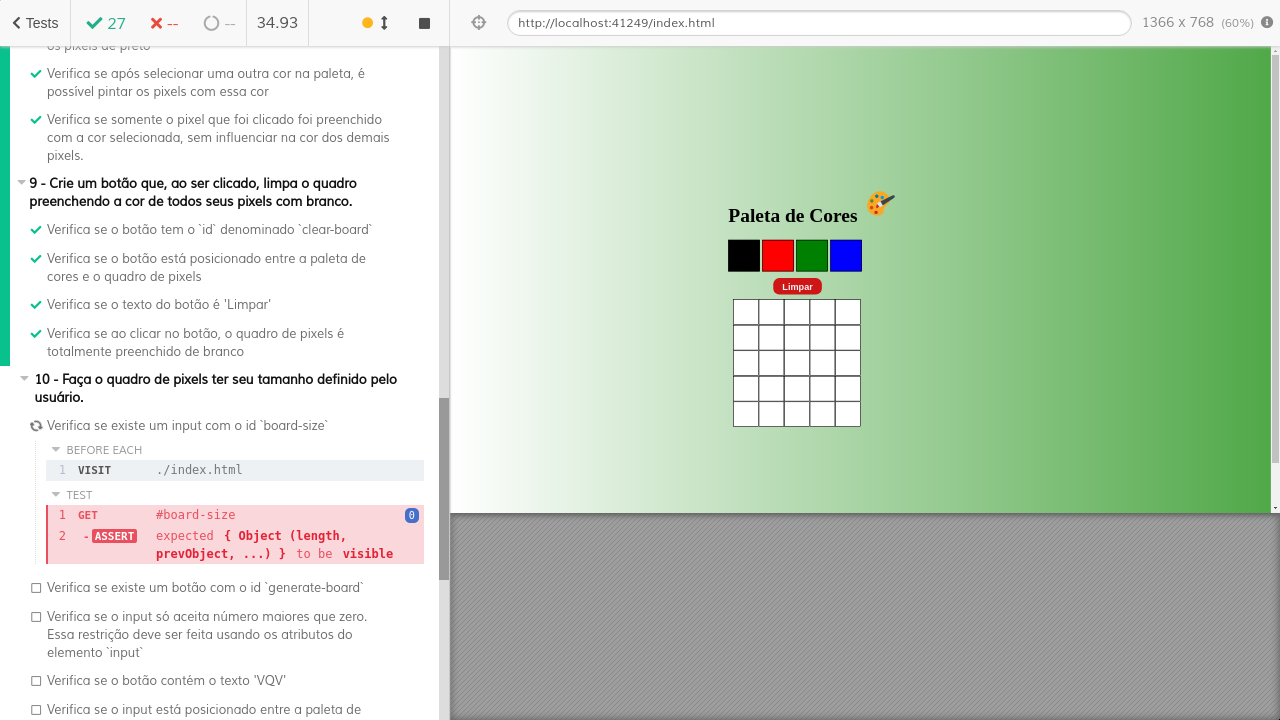 Tests
27
--
--
34.93
http://localhost:41249/index.html
1366 x 768 (60%)
os pixels de preto
Verifica se após selecionar uma outra cor na paleta, é
possível pintar os pixels com essa cor
Verifica se somente o pixel que foi clicado foi preenchido
com a cor selecionada, sem influenciar na cor dos demais
pixels.
9 - Crie um botão que, ao ser clicado, limpa o quadro
preenchendo a cor de todos seus pixels com branco.
Verifica se o botão tem o `id` denominado `clear-board`
Verifica se o botão está posicionado entre a paleta de
cores e o quadro de pixels
Verifica se o texto do botão é 'Limpar'
Verifica se ao clicar no botão, o quadro de pixels é
totalmente preenchido de branco
10 - Faça o quadro de pixels ter seu tamanho definido pelo
usuário.
Verifica se existe um input com o id `board-size`
BEFORE EACH
1 VISIT ./index.html
TEST
1 GET #board-size 0
2 -ASSERT expected { Object (length,
prevObject, ...) } to be visible
Verifica se existe um botão com o id `generate-board`
Verifica se o input só aceita número maiores que zero.
Essa restrição deve ser feita usando os atributos do
elemento `input`
Verifica se o botão contém o texto 'VQV'
Verifica se o input está posicionado entre a paleta de
Paleta de Cores
Limpar